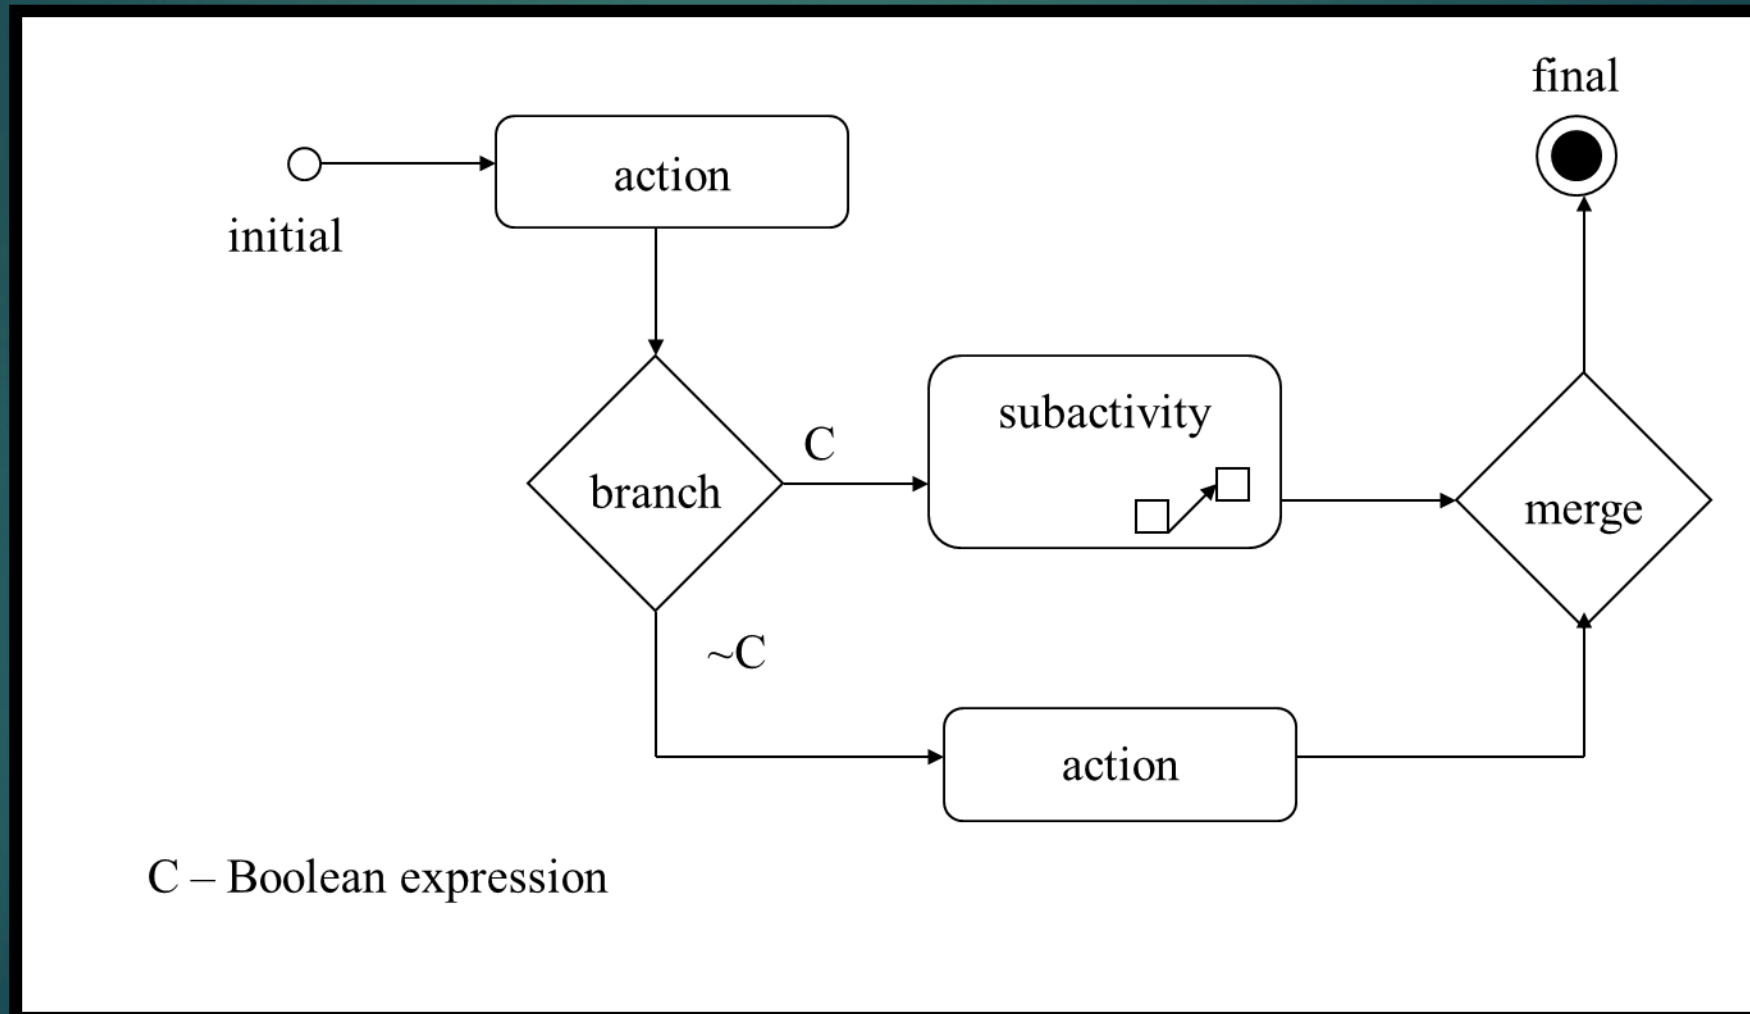 final
action
initial
subactivity
C
branch
merge
~C
action
C – Boolean expression